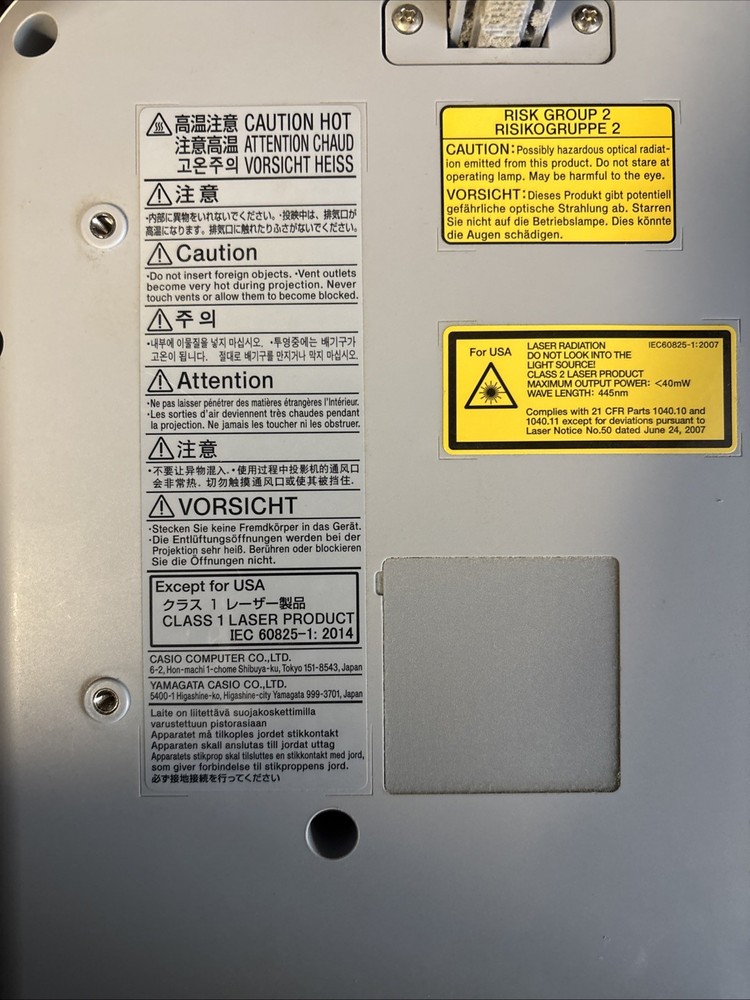 高温注意 CAUTION HOT
注意高温 ATTENTION CHAUD
고온주의 VORSICHT HEISS
注意
・内部に異物をいれないでください。・投映中は、排気口が
高温になります。排気口に触れたりふさがないでください。
Caution
・Do not insert foreign objects. ・Vent outlets
become very hot during projection. Never
touch vents or allow them to become blocked.
주의
・내부에 이물질을 넣지 마십시오. ・투영중에는 배기구가
고온이 됩니다. 절대로 배기구를 만지거나 막지 마십시오.
Attention
・Ne pas laisser pénétrer des matières étrangères l'intérieur.
・Les sorties d'air deviennent très chaudes pendant
la projection. Ne jamais les toucher ni les obstruer.
注意
・不要让异物混入. ・使用过程中投影机的通风口
会非常热. 切勿触摸通风口或使其被挡住.
VORSICHT
・Stecken Sie keine Fremdkörper in das Gerät.
・Die Entlüftungsöffnungen werden bei der
Projektion sehr heiß. Berühren oder blockieren
Sie die Öffnungen nicht.
Except for USA
クラス 1 レーザー製品
CLASS 1 LASER PRODUCT
IEC 60825-1: 2014
CASIO COMPUTER CO.,LTD.
6-2, Hon-machi 1-chome Shibuya-ku, Tokyo 151-8543, Japan
YAMAGATA CASIO CO.,LTD.
5400-1 Higashine-ko, Higashine-city Yamagata 999-3701, Japan
Laite on liitettävä suojakoskettimilla
varustettuun pistorasiaan
Apparatet må tilkoples jordet stikkontakt
Apparaten skall anslutas till jordat uttag
Apparatets stikprop skal tilsluttes en stikkontakt med jord,
som giver forbindelse til stikproppens jord.
必ず接地接続を行ってください
RISK GROUP 2
RISIKOGRUPPE 2
CAUTION: Possibly hazardous optical radiat-
ion emitted from this product. Do not stare at
operating lamp. May be harmful to the eye.
VORSICHT: Dieses Produkt gibt potentiell
gefährliche optische Strahlung ab. Starren
Sie nicht auf die Betriebslampe. Dies könnte
die Augen schädigen.
For USA
LASER RADIATION IEC60825-1:2007
DO NOT LOOK INTO THE
LIGHT SOURCE!
CLASS 2 LASER PRODUCT
MAXIMUM OUTPUT POWER: <40mW
WAVE LENGTH: 445nm
Complies with 21 CFR Parts 1040.10 and
1040.11 except for deviations pursuant to
Laser Notice No.50 dated June 24, 2007